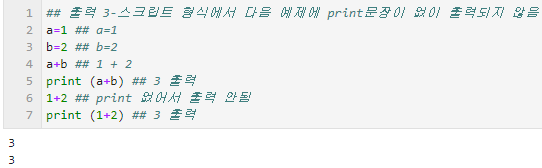 1 ## 출력 3-스크립트 형식에서 다음 예제에 print문장이 없이 출력되지 않음
2 a=1 ## a=1
3 b=2 ## b=2
4 a+b ## 1 + 2
5 print (a+b) ## 3 출력
6 1+2 ## print 없어서 출력 안됨
7 print (1+2) ## 3 출력
3
3